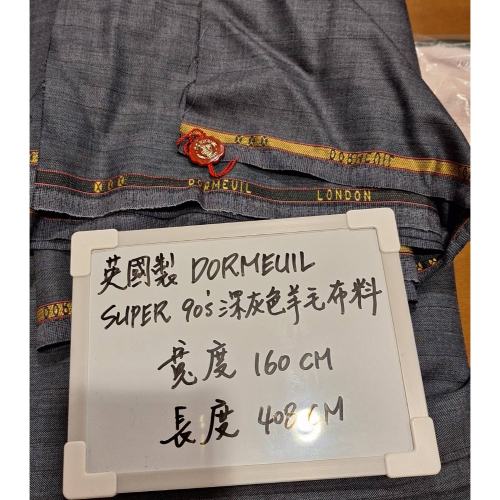 DORMEUIL
DORMEUIL LONDON
英國製 DORMEUIL
SUPER 90's 深灰色羊毛布料
寬度 160 CM
長度 408 CM